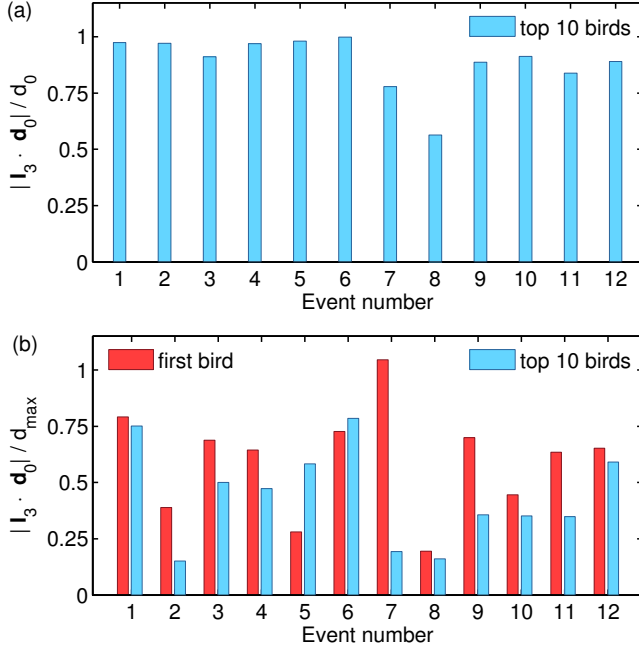 (a)
top 10 birds
1
0.75
0.5
0.25
0
| I₃ · d₀| / d₀
1 2 3 4 5 6 7 8 9 10 11 12
Event number
(b)
first bird
top 10 birds
1
0.75
0.5
0.25
0
| I₃ · d₀| / dₘₐₓ
1 2 3 4 5 6 7 8 9 10 11 12
Event number